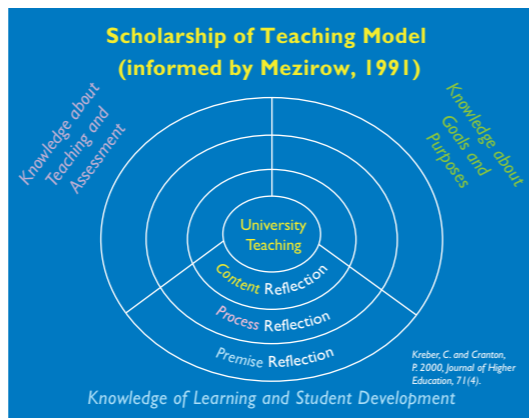 Scholarship of Teaching Model
(informed by Mezirow, 1991)
Knowledge about
Teaching and
Assessment
Knowledge about
Goals and
Purposes
University
Teaching
Content Reflection
Process Reflection
Premise Reflection
Kreber, C. and Cranton,
P. 2000, Journal of Higher
Education, 71(4).
Knowledge of Learning and Student Development